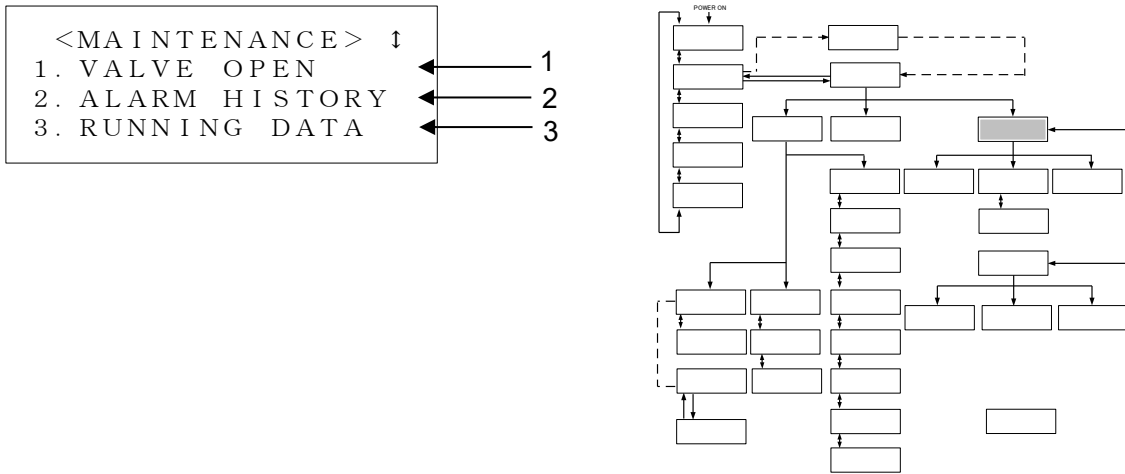 <MAINTENANCE> ↕
1. VALVE OPEN
2. ALARM HISTORY
3. RUNNING DATA
1
2
3
POWER ON